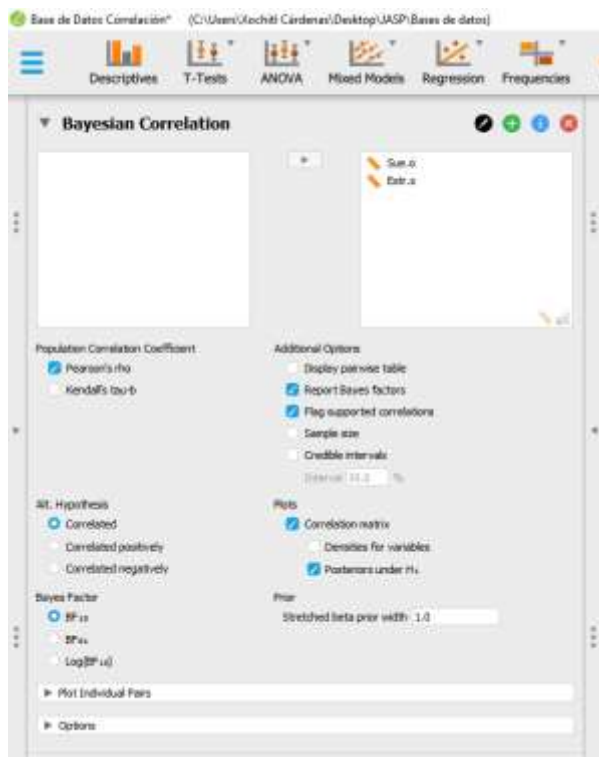 Base de Datos Correlación* (C:\Users\Xochitl Cárdenas\Desktop\JASP\Bases de datos)
Descriptives T-Tests ANOVA Mixed Models Regression Frequencies
Bayesian Correlation
Population Correlation Coefficient
Pearson's rho
Kendall's tau-b
Additional Options
Display pairwise table
Report Bayes factors
Flag supported correlations
Sample size
Credible intervals
Interval %
Alt. Hypothesis
Correlated
Correlated positively
Correlated negatively
Plots
Correlation matrix
Densities for variables
Posteriors under H₁
Bayes Factor
BF₁₀
BF₀₁
Log(BF₁₀)
Prior
Stretched beta prior width 1.0
Plot Individual Pairs
Options